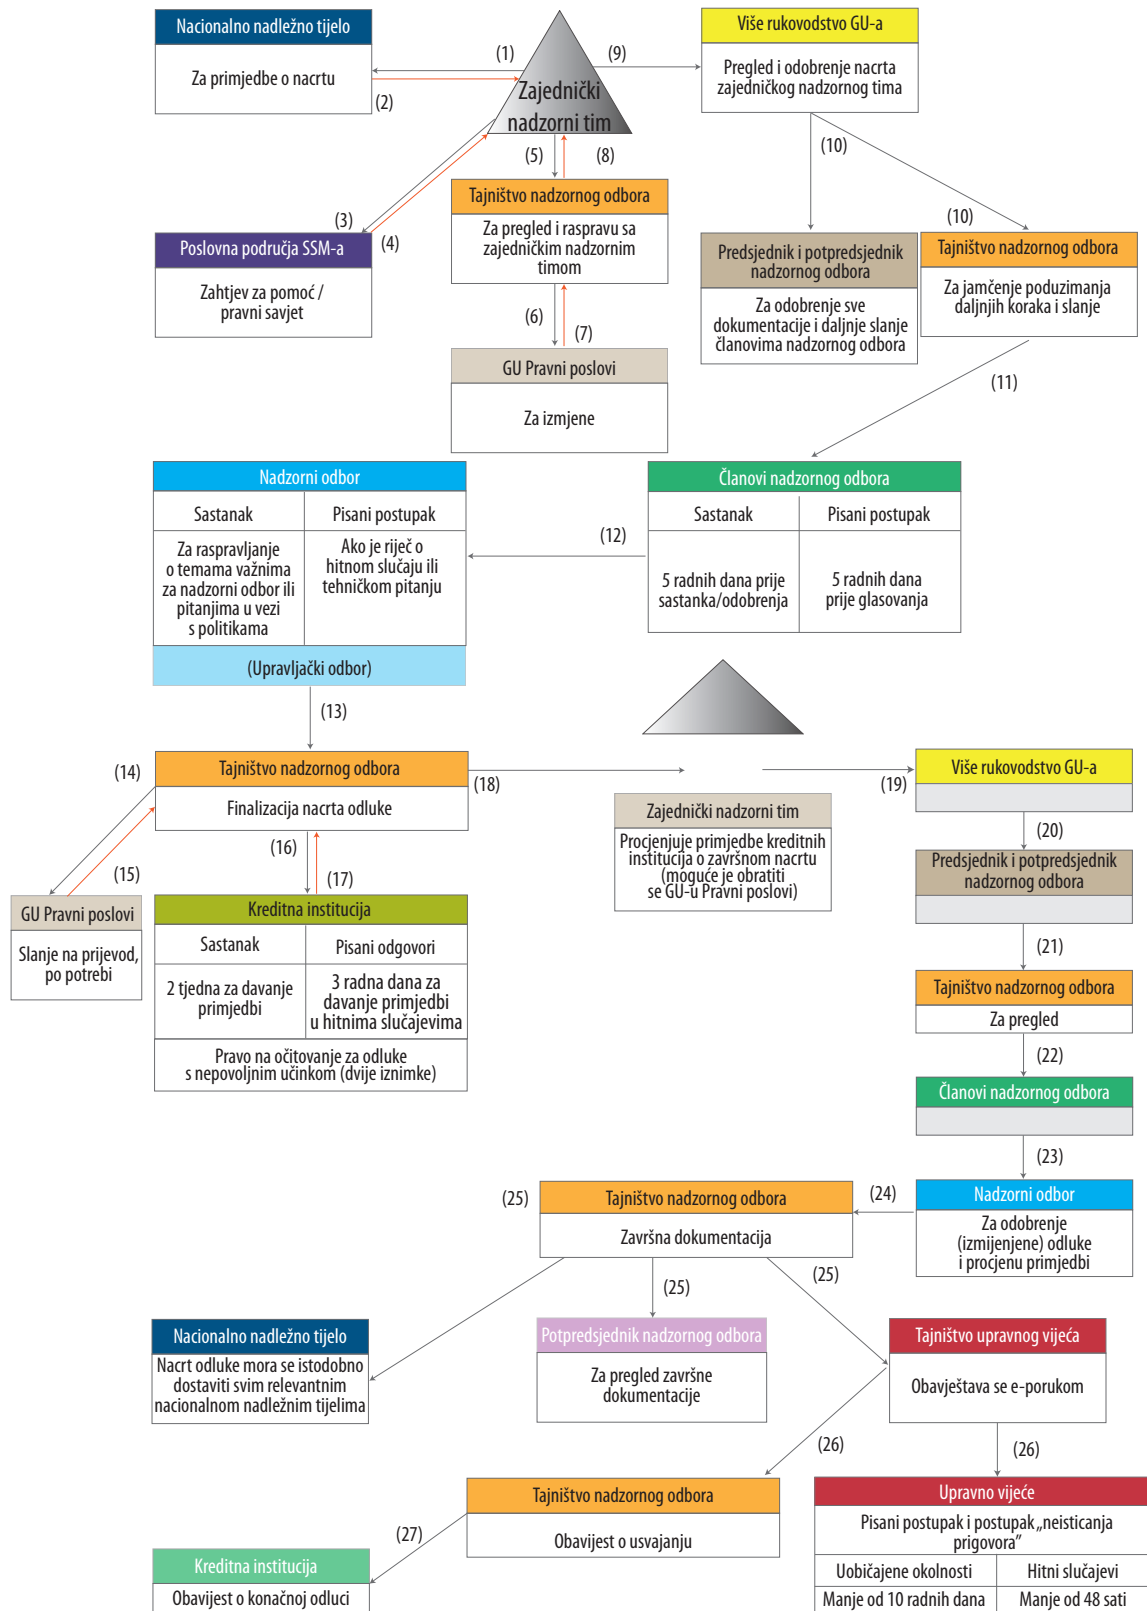 Nacionalno nadležno tijelo
Za primjedbe o nacrtu
(1)
(2)
Zajednički
nadzorni tim
(9)
Više rukovodstvo GU-a
Pregled i odobrenje nacrta
zajedničkog nadzornog tima
(3)
(4)
(5)
(8)
(10)
(10)
Poslovna područja SSM-a
Zahtjev za pomoć /
pravni savjet
Tajništvo nadzornog odbora
Za pregled i raspravu sa
zajedničkim nadzornim
timom
(6)
(7)
GU Pravni poslovi
Za izmjene
Predsjednik i potpredsjednik
nadzornog odbora
Za odobrenje sve
dokumentacije i daljnje slanje
članovima nadzornog odbora
Tajništvo nadzornog odbora
Za jamčenje poduzimanja
daljnjih koraka i slanje
(11)
Nadzorni odbor
Sastanak
Pisani postupak
Za raspravljanje
o temama važnima
za nadzorni odbor ili
pitanjima u vezi
s politikama
Ako je riječ o
hitnom slučaju ili
tehničkom pitanju
(Upravljački odbor)
(12)
Članovi nadzornog odbora
Sastanak
Pisani postupak
5 radnih dana prije
sastanka/odobrenja
5 radnih dana
prije glasovanja
(13)
(14)
Tajništvo nadzornog odbora
Finalizacija nacrta odluke
(18)
(15)
(16)
(17)
GU Pravni poslovi
Slanje na prijevod,
po potrebi
Kreditna institucija
Sastanak
Pisani odgovori
2 tjedna za davanje
primjedbi
3 radna dana za
davanje primjedbi
u hitnima slučajevima
Pravo na očitovanje za odluke
s nepovoljnim učinkom (dvije iznimke)
Zajednički nadzorni tim
Procjenjuje primjedbe kreditnih
institucija o završnom nacrtu
(moguće je obratiti
se GU-u Pravni poslovi)
(19)
Više rukovodstvo GU-a
(20)
Predsjednik i potpredsjednik
nadzornog odbora
(21)
Tajništvo nadzornog odbora
Za pregled
(22)
Članovi nadzornog odbora
(23)
Nadzorni odbor
Za odobrenje
(izmijenjene) odluke
i procjenu primjedbi
(24)
(25)
Tajništvo nadzornog odbora
Završna dokumentacija
(25)
(25)
Nacionalno nadležno tijelo
Nacrt odluke mora se istodobno
dostaviti svim relevantnim
nacionalnom nadležnim tijelima
Potpredsjednik nadzornog odbora
Za pregled završne
dokumentacije
Tajništvo upravnog vijeća
Obavještava se e-porukom
(26)
(26)
Tajništvo nadzornog odbora
Obavijest o usvajanju
(27)
Kreditna institucija
Obavijest o konačnoj odluci
Upravno vijeće
Pisani postupak i postupak „neisticanja
prigovora”
Uobičajene okolnosti
Hitni slučajevi
Manje od 10 radnih dana
Manje od 48 sati